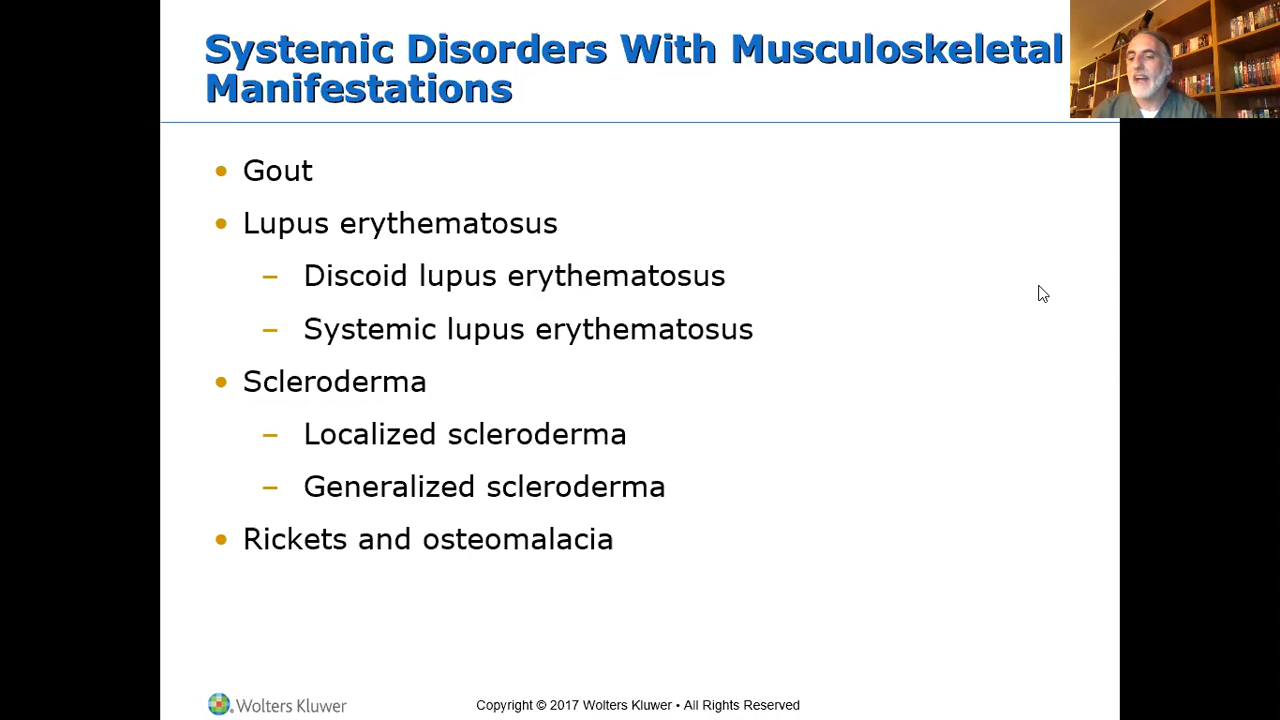 Systemic Disorders With Musculoskeletal
Manifestations
• Gout
• Lupus erythematosus
– Discoid lupus erythematosus
– Systemic lupus erythematosus
• Scleroderma
– Localized scleroderma
– Generalized scleroderma
• Rickets and osteomalacia
Wolters Kluwer
Copyright © 2017 Wolters Kluwer • All Rights Reserved